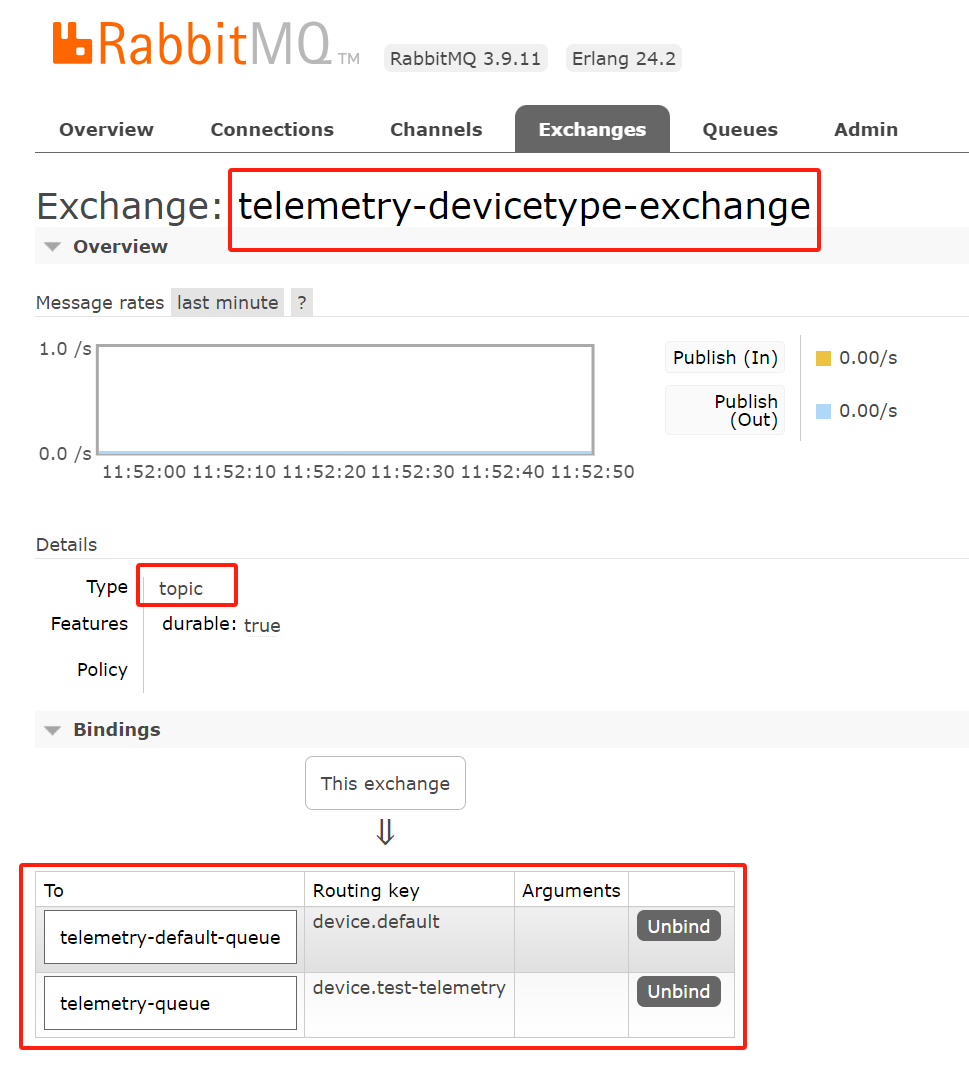 RabbitMQ TM RabbitMQ 3.9.11 Erlang 24.2
Overview Connections Channels Exchanges Queues Admin
Exchange: telemetry-devicetype-exchange
Overview
Message rates last minute ?
1.0 /s
0.0 /s
11:52:00 11:52:10 11:52:20 11:52:30 11:52:40 11:52:50
Publish (In) 0.00/s
Publish
(Out) 0.00/s
Details
Type topic
Features durable: true
Policy
Bindings
This exchange
⇓
To Routing key Arguments
telemetry-default-queue device.default Unbind
telemetry-queue device.test-telemetry Unbind